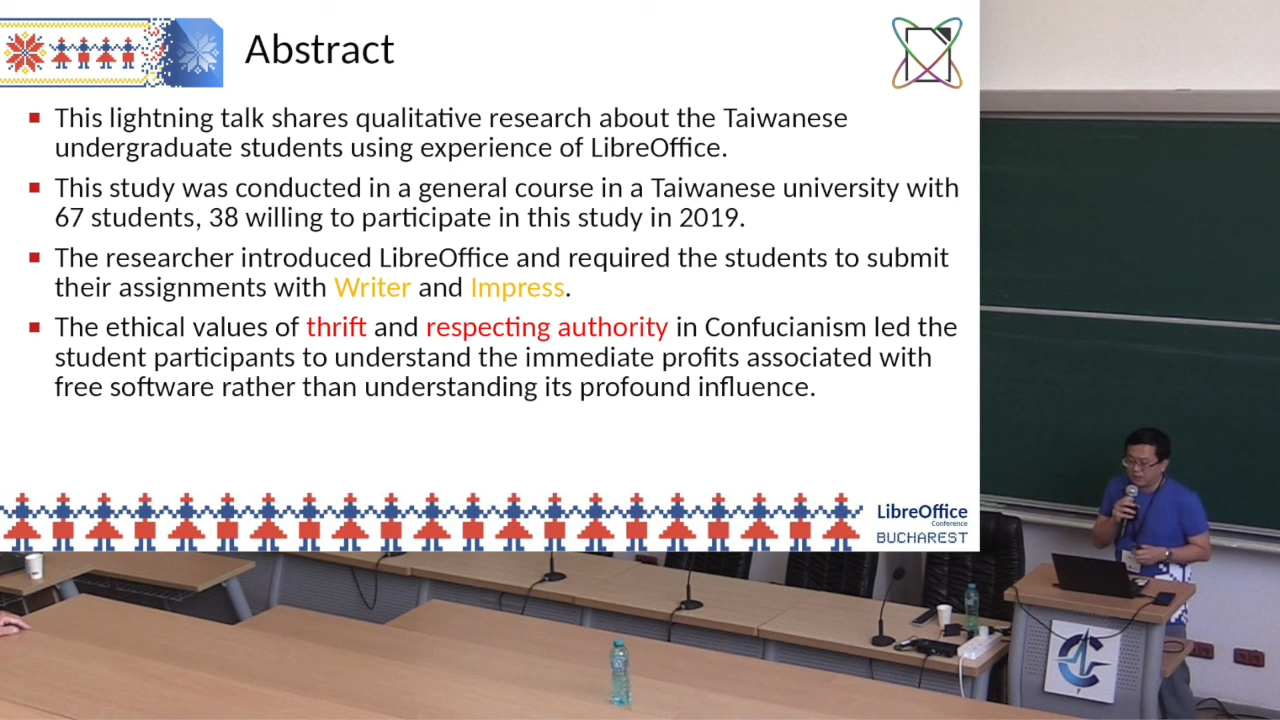 Abstract
This lightning talk shares qualitative research about the Taiwanese
undergraduate students using experience of LibreOffice.
This study was conducted in a general course in a Taiwanese university with
67 students, 38 willing to participate in this study in 2019.
The researcher introduced LibreOffice and required the students to submit
their assignments with Writer and Impress.
The ethical values of thrift and respecting authority in Confucianism led the
student participants to understand the immediate profits associated with
free software rather than understanding its profound influence.
LibreOffice
Conference
BUCHAREST